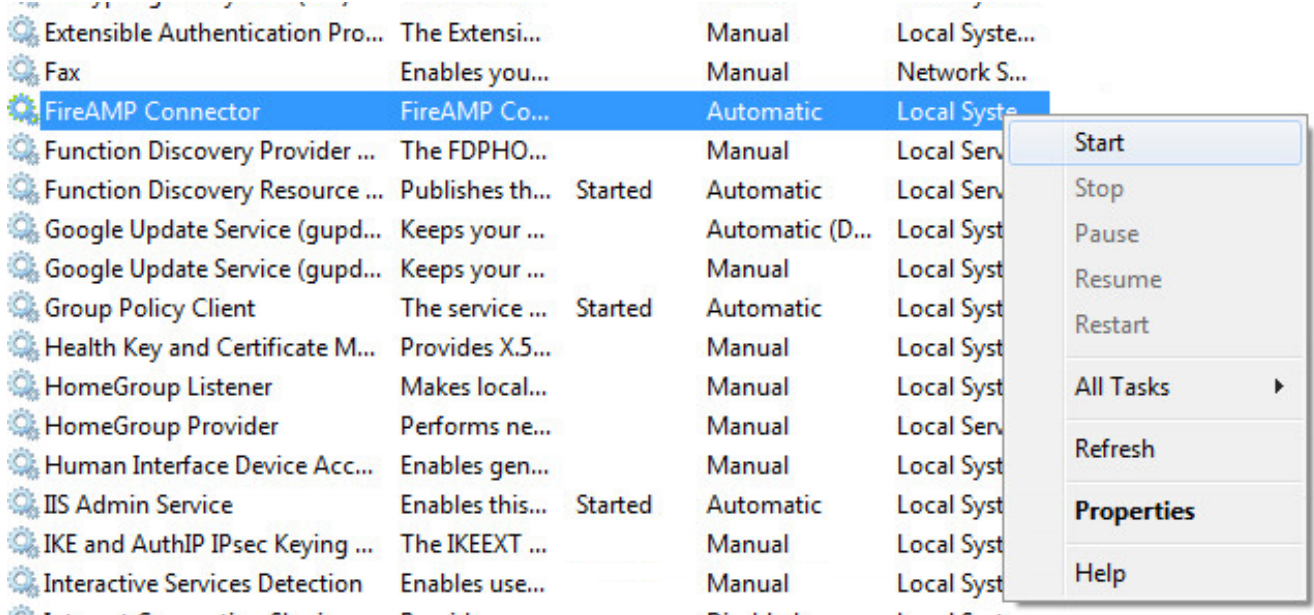 Extensible Authentication Pro... The Extensi... Manual Local Syste...
Fax Enables you... Manual Network S...
FireAMP Connector FireAMP Co... Automatic Local Syste
Function Discovery Provider ... The FDPHO... Manual Local Serv
Function Discovery Resource ... Publishes th... Started Automatic Local Serv
Google Update Service (gupd... Keeps your ... Automatic (D... Local Syst
Google Update Service (gupd... Keeps your ... Manual Local Syst
Group Policy Client The service ... Started Automatic Local Syst
Health Key and Certificate M... Provides X.5... Manual Local Syst
HomeGroup Listener Makes local... Manual Local Syst
HomeGroup Provider Performs ne... Manual Local Serv
Human Interface Device Acc... Enables gen... Manual Local Syst
IIS Admin Service Enables this... Started Automatic Local Syst
IKE and AuthIP IPsec Keying ... The IKEEXT ... Manual Local Syst
Interactive Services Detection Enables use... Manual Local Syst
Start
Stop
Pause
Resume
Restart
All Tasks
Refresh
Properties
Help